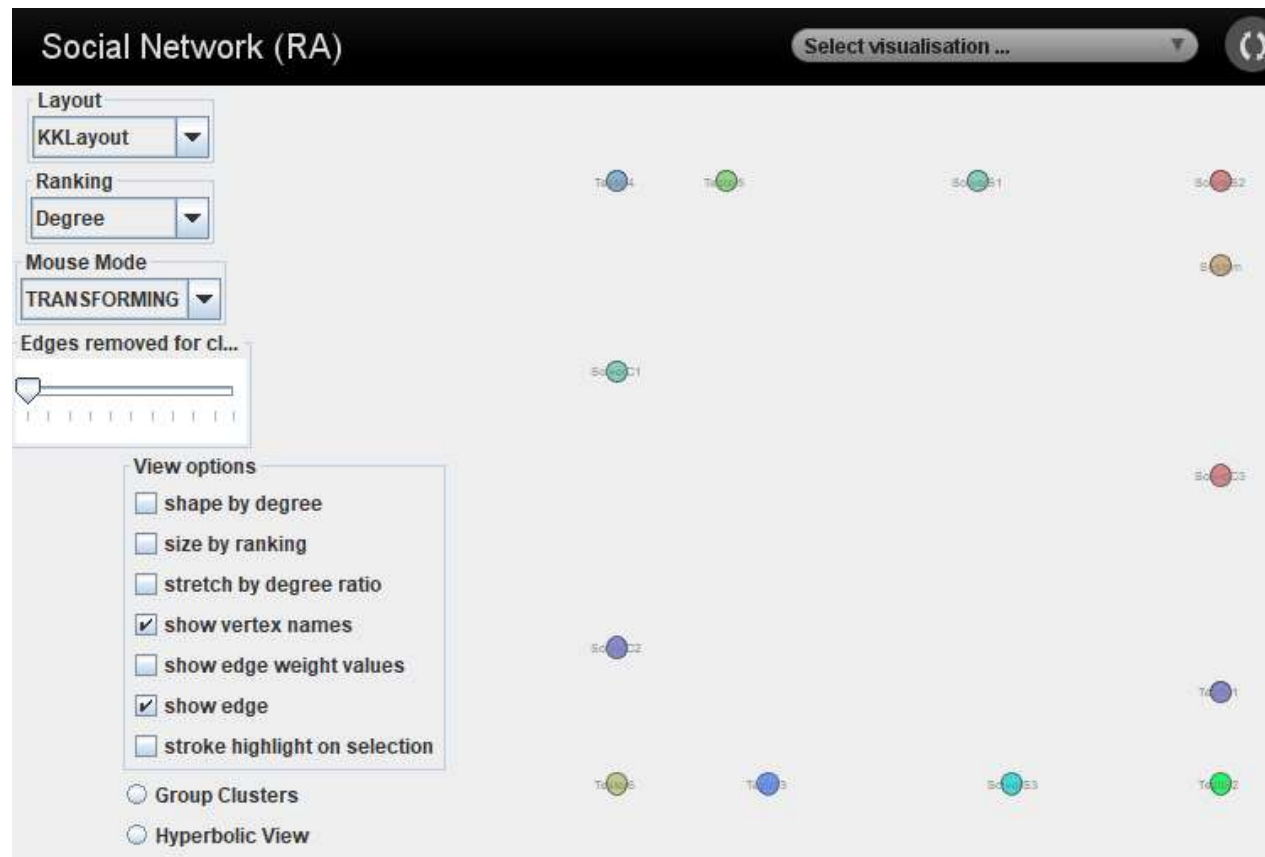 Social Network (RA)
Select visualisation ...
Layout
KKLayout
Ranking
Degree
Mouse Mode
TRANSFORMING
Edges removed for cl...
View options
shape by degree
size by ranking
stretch by degree ratio
show vertex names
show edge weight values
show edge
stroke highlight on selection
Group Clusters
Hyperbolic View